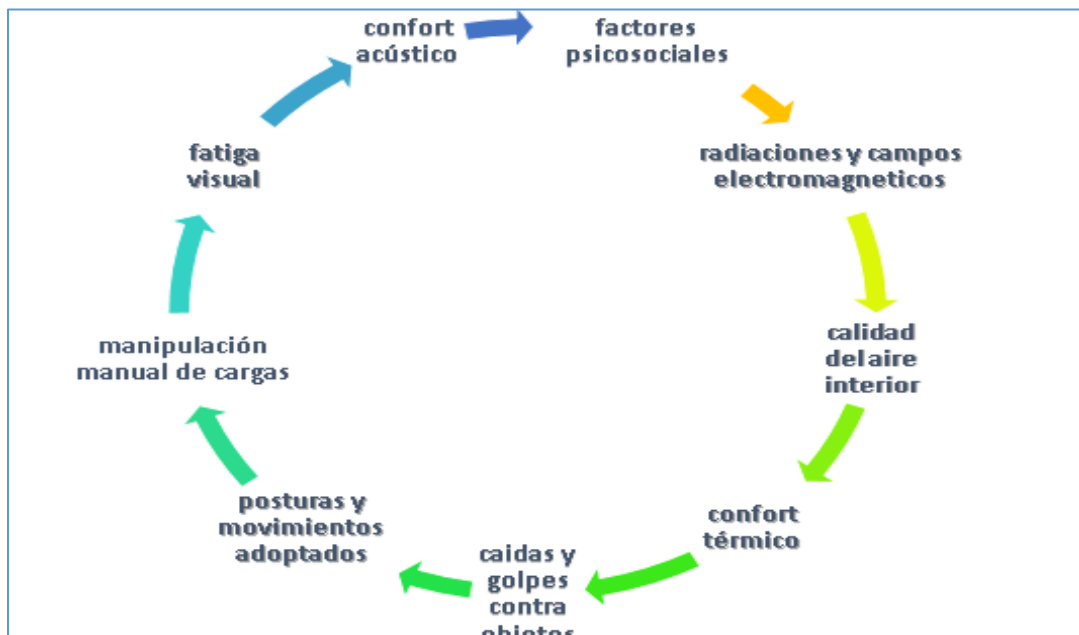 confort
acústico
factores
psicosociales
radiaciones y campos
electromagneticos
calidad
del aire
interior
confort
térmico
caidas y
golpes
contra
objetos
posturas y
movimientos
adoptados
manipulación
manual de cargas
fatiga
visual